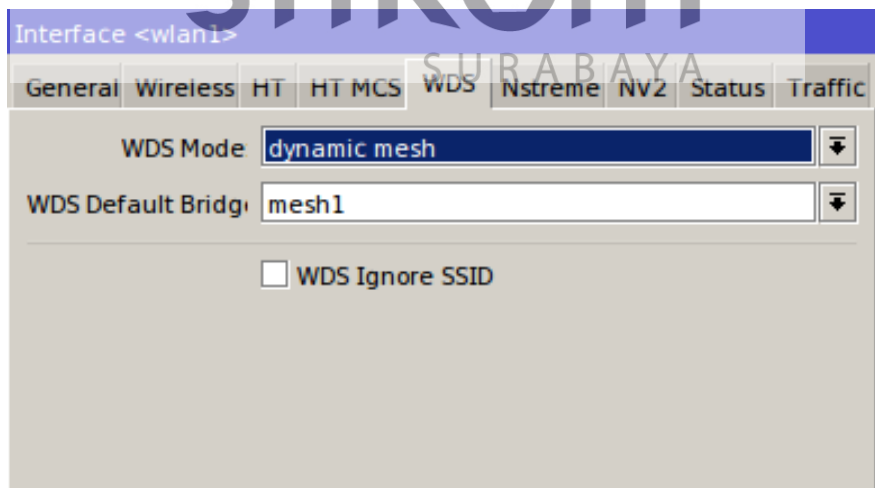 Interface <wlan1>
SURABAYA
General Wireless HT HT MCS WDS Nstreme NV2 Status Traffic
WDS Mode: dynamic mesh
WDS Default Bridg mesh1
WDS Ignore SSID